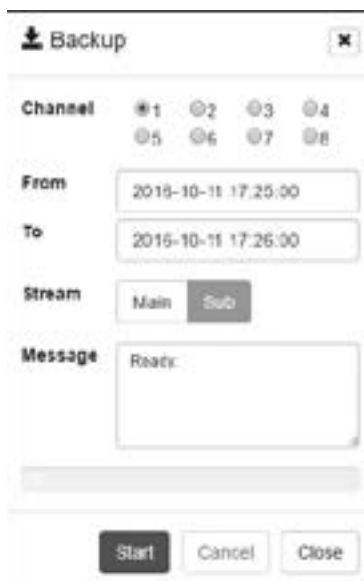 Backup
Channel 1 2 3 4
5 6 7 8
From 2016-10-11 17:25:00
To 2016-10-11 17:26:00
Stream Main Sub
Message Ready.
Start Cancel Close